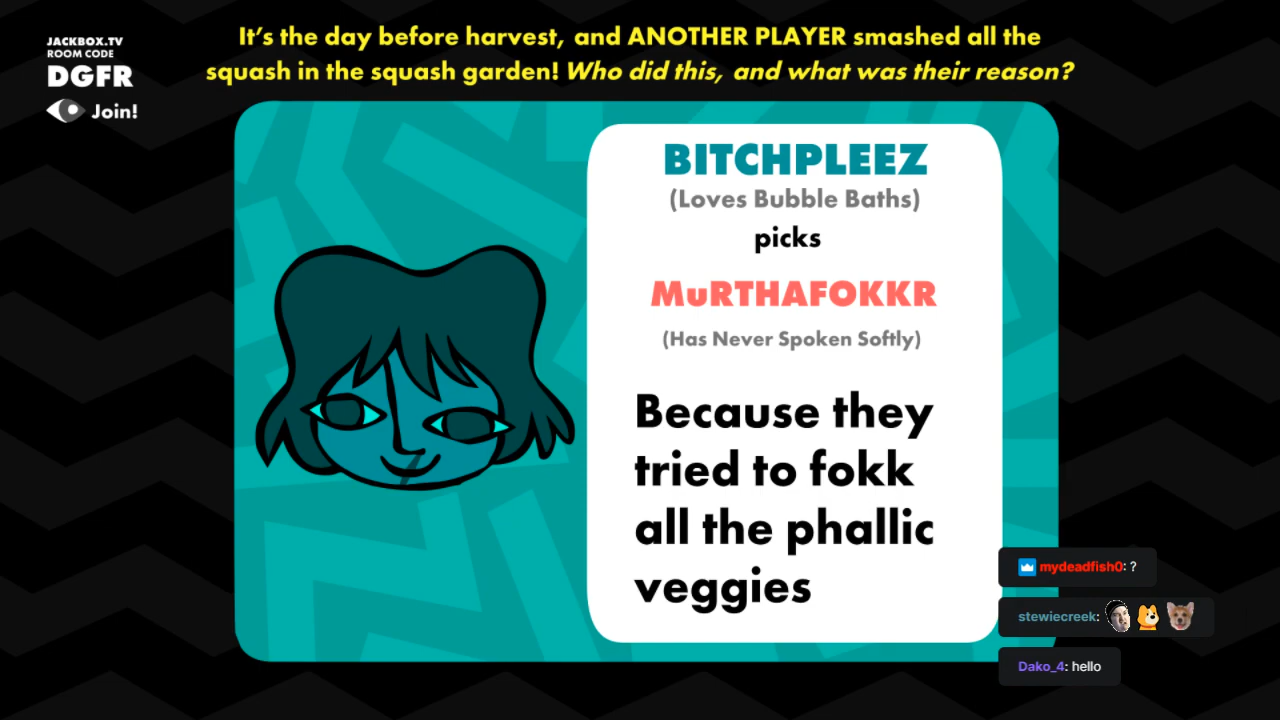 JACKBOX.TV
ROOM CODE
DGFR
Join!
It's the day before harvest, and ANOTHER PLAYER smashed all the
squash in the squash garden! Who did this, and what was their reason?
BITCHPLEEZ
(Loves Bubble Baths)
picks
MuRTHAFOKKR
(Has Never Spoken Softly)
Because they
tried to fokk
all the phallic
veggies
mydeadfish0: ?
stewiecreek:
Dako_4: hello